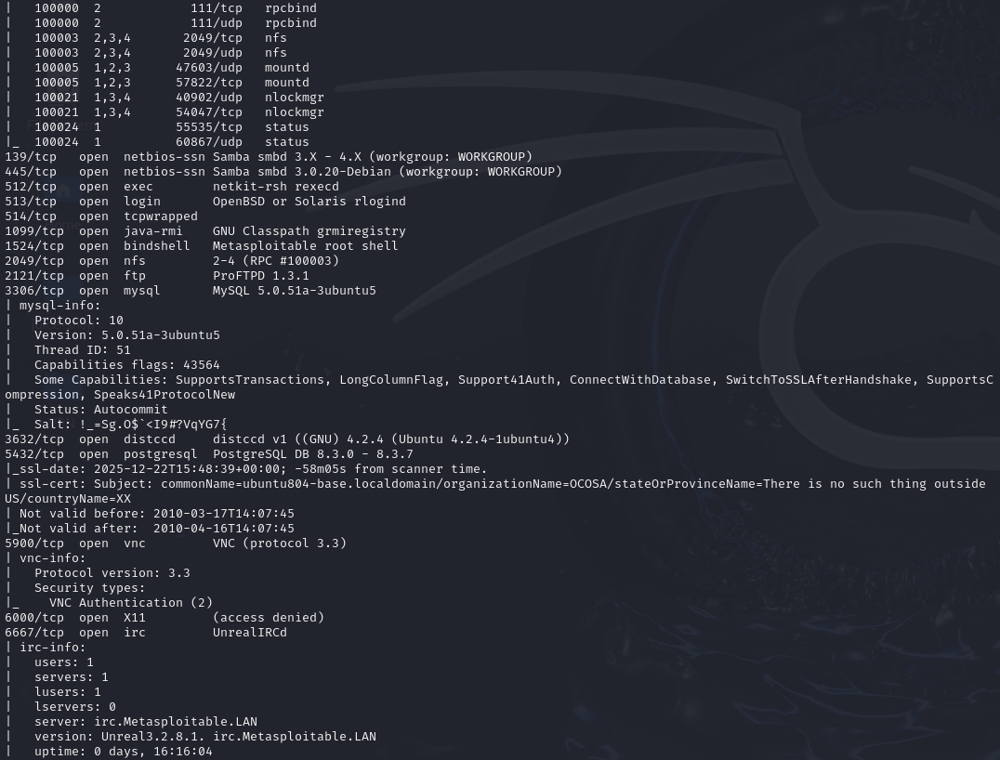 |   100000  2            111/tcp   rpcbind
|   100000  2            111/udp   rpcbind
|   100003  2,3,4       2049/tcp   nfs
|   100003  2,3,4       2049/udp   nfs
|   100005  1,2,3      47603/udp   mountd
|   100005  1,2,3      57822/tcp   mountd
|   100021  1,3,4      40902/udp   nlockmgr
|   100021  1,3,4      54047/tcp   nlockmgr
|   100024  1          55535/tcp   status
|_  100024  1          60867/udp   status
139/tcp  open  netbios-ssn Samba smbd 3.X - 4.X (workgroup: WORKGROUP)
445/tcp  open  netbios-ssn Samba smbd 3.0.20-Debian (workgroup: WORKGROUP)
512/tcp  open  exec        netkit-rsh rexecd
513/tcp  open  login       OpenBSD or Solaris rlogind
514/tcp  open  tcpwrapped
1099/tcp  open  java-rmi    GNU Classpath grmiregistry
1524/tcp  open  bindshell   Metasploitable root shell
2049/tcp  open  nfs         2-4 (RPC #100003)
2121/tcp  open  ftp         ProFTPD 1.3.1
3306/tcp  open  mysql       MySQL 5.0.51a-3ubuntu5
| mysql-info:
|   Protocol: 10
|   Version: 5.0.51a-3ubuntu5
|   Thread ID: 51
|   Capabilities flags: 43564
|   Some Capabilities: SupportsTransactions, LongColumnFlag, Support41Auth, ConnectWithDatabase, SwitchToSSLAfterHandshake, SupportsC
ompression, Speaks41ProtocolNew
|   Status: Autocommit
|_  Salt: !_=Sg.O$`<I9#?VqYG7{
3632/tcp  open  distccd     distccd v1 ((GNU) 4.2.4 (Ubuntu 4.2.4-1ubuntu4))
5432/tcp  open  postgresql  PostgreSQL DB 8.3.0 - 8.3.7
|_ssl-date: 2025-12-22T15:48:39+00:00; -58m05s from scanner time.
| ssl-cert: Subject: commonName=ubuntu804-base.localdomain/organizationName=OCOSA/stateOrProvinceName=There is no such thing outside
US/countryName=XX
| Not valid before: 2010-03-17T14:07:45
|_Not valid after:  2010-04-16T14:07:45
5900/tcp  open  vnc         VNC (protocol 3.3)
| vnc-info:
|   Protocol version: 3.3
|   Security types:
|_    VNC Authentication (2)
6000/tcp  open  X11         (access denied)
6667/tcp  open  irc         UnrealIRCd
| irc-info:
|   users: 1
|   servers: 1
|   lusers: 1
|   lservers: 0
|   server: irc.Metasploitable.LAN
|   version: Unreal3.2.8.1. irc.Metasploitable.LAN
|   uptime: 0 days, 16:16:04